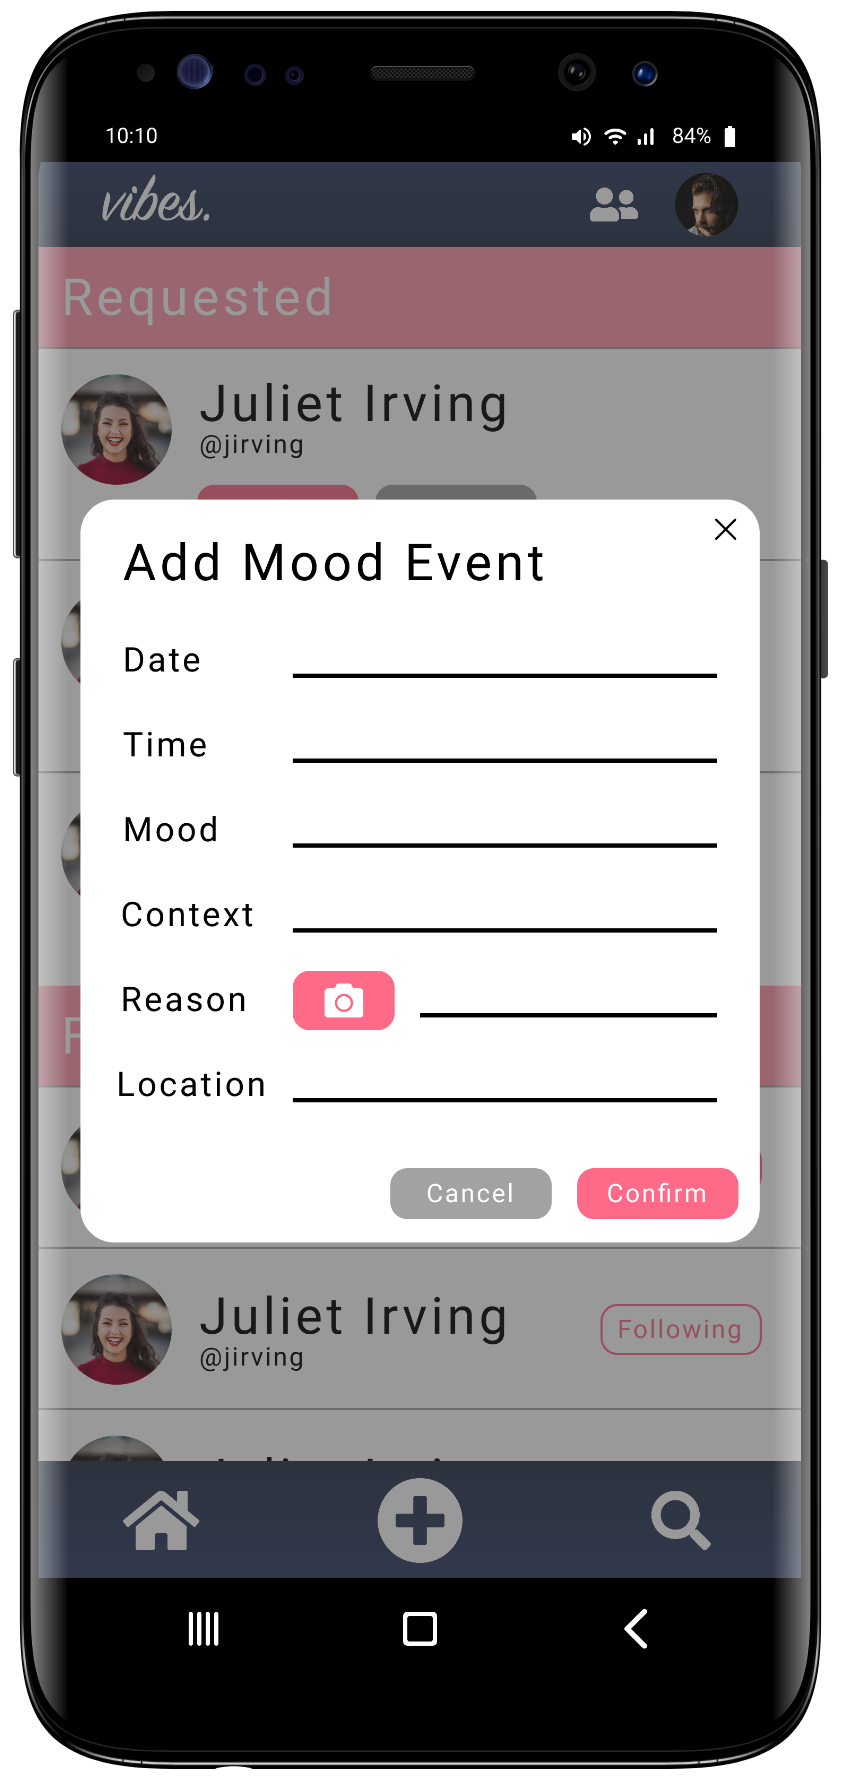 10:10
84%
vibes.
Requested
Juliet Irving
@jirving
Add Mood Event
Date
Time
Mood
Context
Reason
Location
Cancel
Confirm
Juliet Irving
@jirving
Following